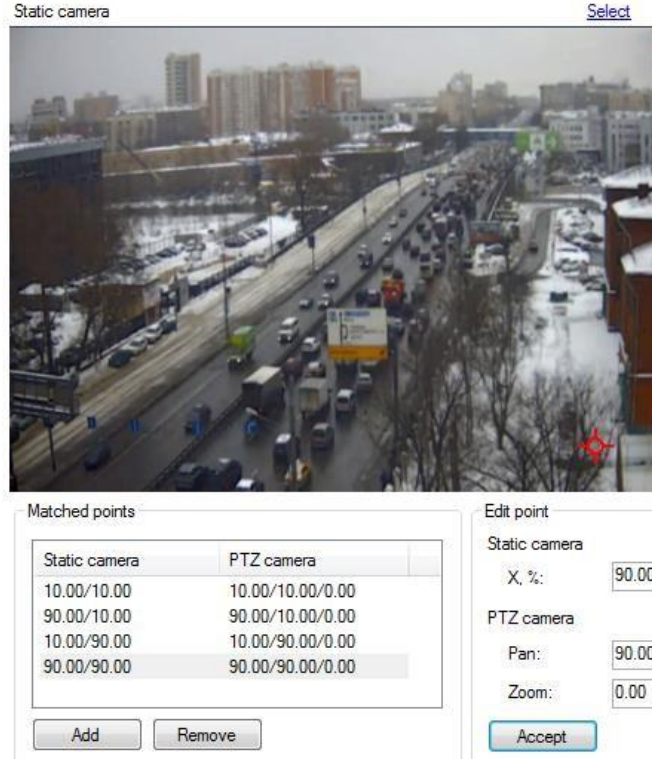 Static camera Select
Matched points
Static camera PTZ camera
10.00/10.00 10.00/10.00/0.00
90.00/10.00 90.00/10.00/0.00
10.00/90.00 10.00/90.00/0.00
90.00/90.00 90.00/90.00/0.00
Add Remove
Edit point
Static camera
X, %: 90.00
PTZ camera
Pan: 90.00
Zoom: 0.00
Accept